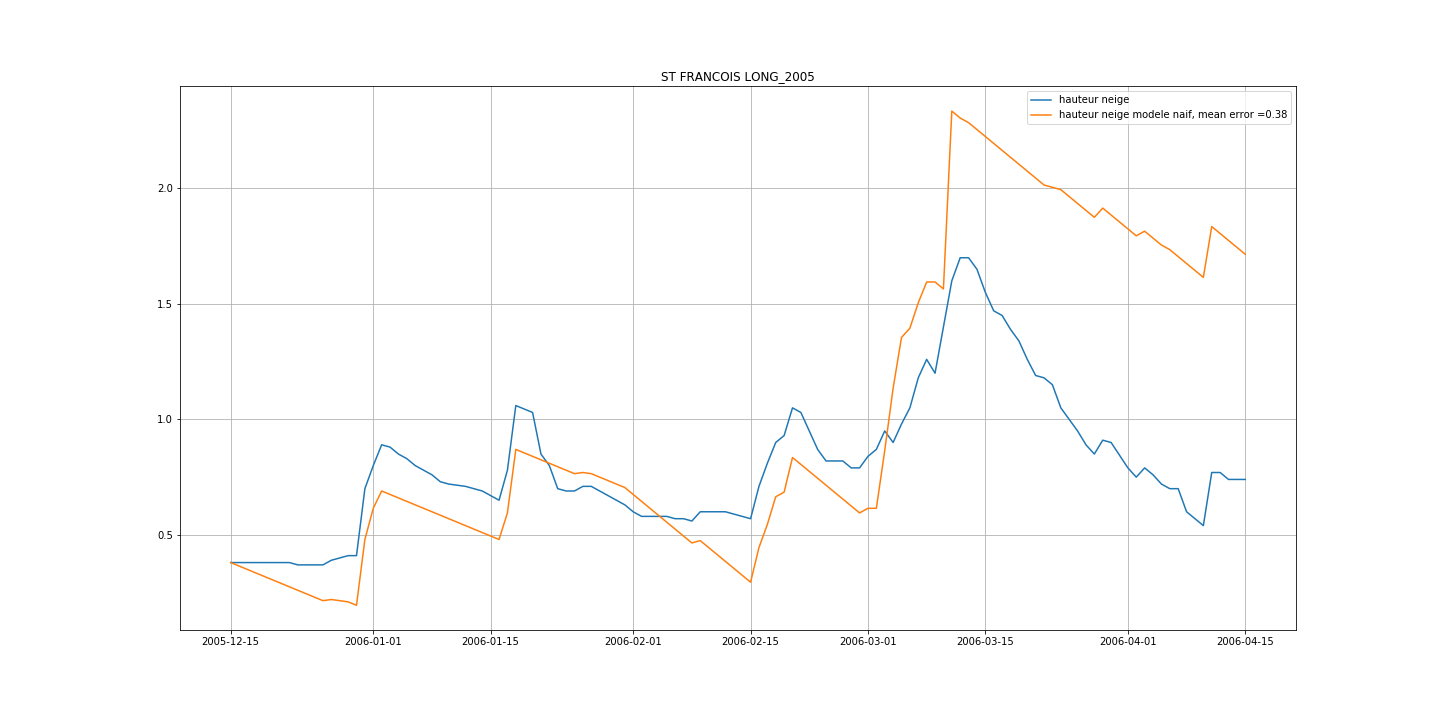 ST FRANCOIS LONG_2005
hauteur neige
hauteur neige modele naif, mean error =0.38
2.0
1.5
1.0
0.5
2005-12-15 2006-01-01 2006-01-15 2006-02-01 2006-02-15 2006-03-01 2006-03-15 2006-04-01 2006-04-15